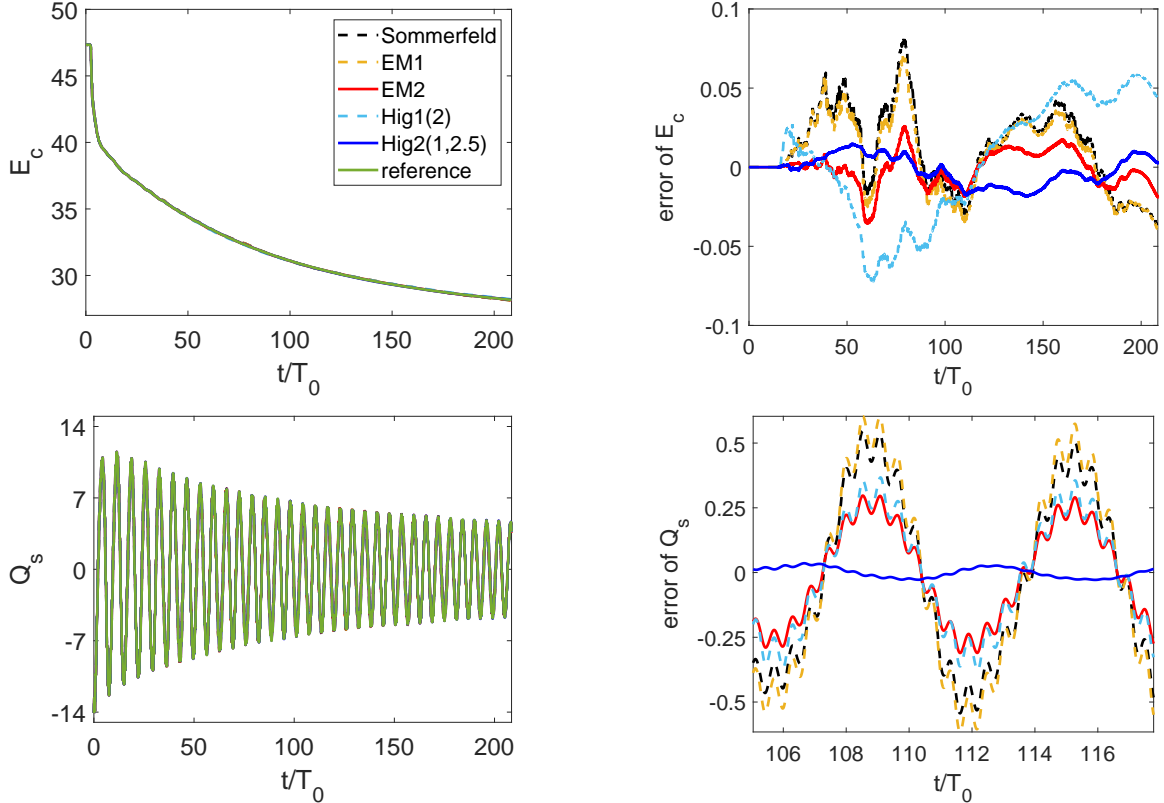 50
45
40
35
30
E_c
0
50
100
150
200
t/T_0
Sommerfeld
EM1
EM2
Hig1(2)
Hig2(1,2.5)
reference
0.1
0.05
0
-0.05
-0.1
error of E_c
0
50
100
150
200
t/T_0
14
7
0
-7
-14
Q_s
0
50
100
150
200
t/T_0
0.5
0.25
0
-0.25
-0.5
error of Q_s
106
108
110
112
114
116
t/T_0